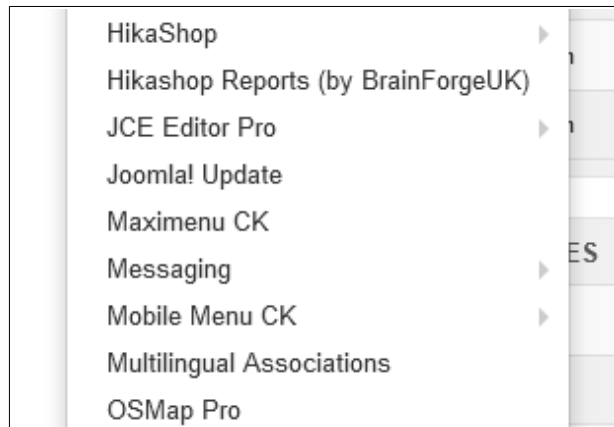 HikaShop
Hikashop Reports (by BrainForgeUK)
JCE Editor Pro
Joomla! Update
Maximenu CK
Messaging
ES
Mobile Menu CK
Multilingual Associations
OSMap Pro